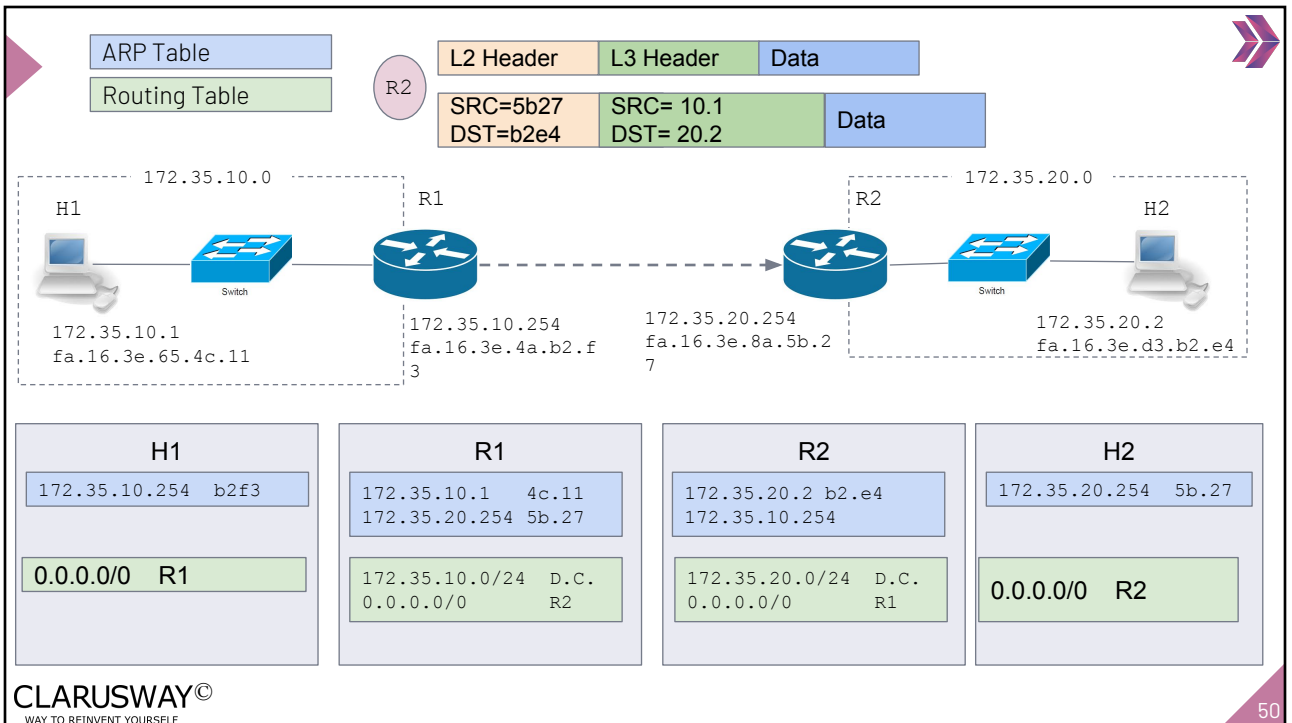 ARP Table
Routing Table
R2
L2 Header L3 Header Data
SRC=5b27 SRC= 10.1
DST=b2e4 DST= 20.2
Data
172.35.10.0
172.35.20.0
H1
R1
R2
H2
Switch
Switch
172.35.10.1
fa.16.3e.65.4c.11
172.35.10.254
fa.16.3e.4a.b2.f
3
172.35.20.254
fa.16.3e.8a.5b.2
7
172.35.20.2
fa.16.3e.d3.b2.e4
H1
172.35.10.254 b2f3
0.0.0.0/0 R1
R1
172.35.10.1 4c.11
172.35.20.254 5b.27
172.35.10.0/24 D.C.
0.0.0.0/0 R2
R2
172.35.20.2 b2.e4
172.35.10.254
172.35.20.0/24 D.C.
0.0.0.0/0 R1
H2
172.35.20.254 5b.27
0.0.0.0/0 R2
CLARUSWAY©
WAY TO REINVENT YOURSELF
50